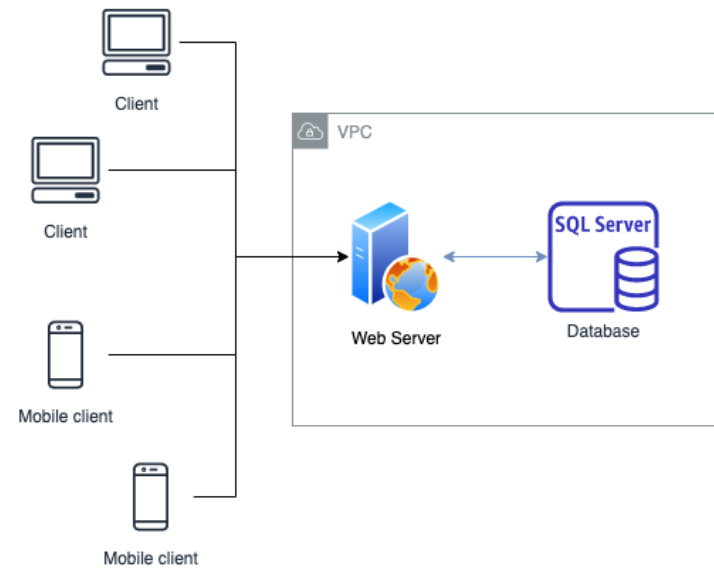 Client
VPC
Client
SQL Server
Web Server
Database
Mobile client
Mobile client